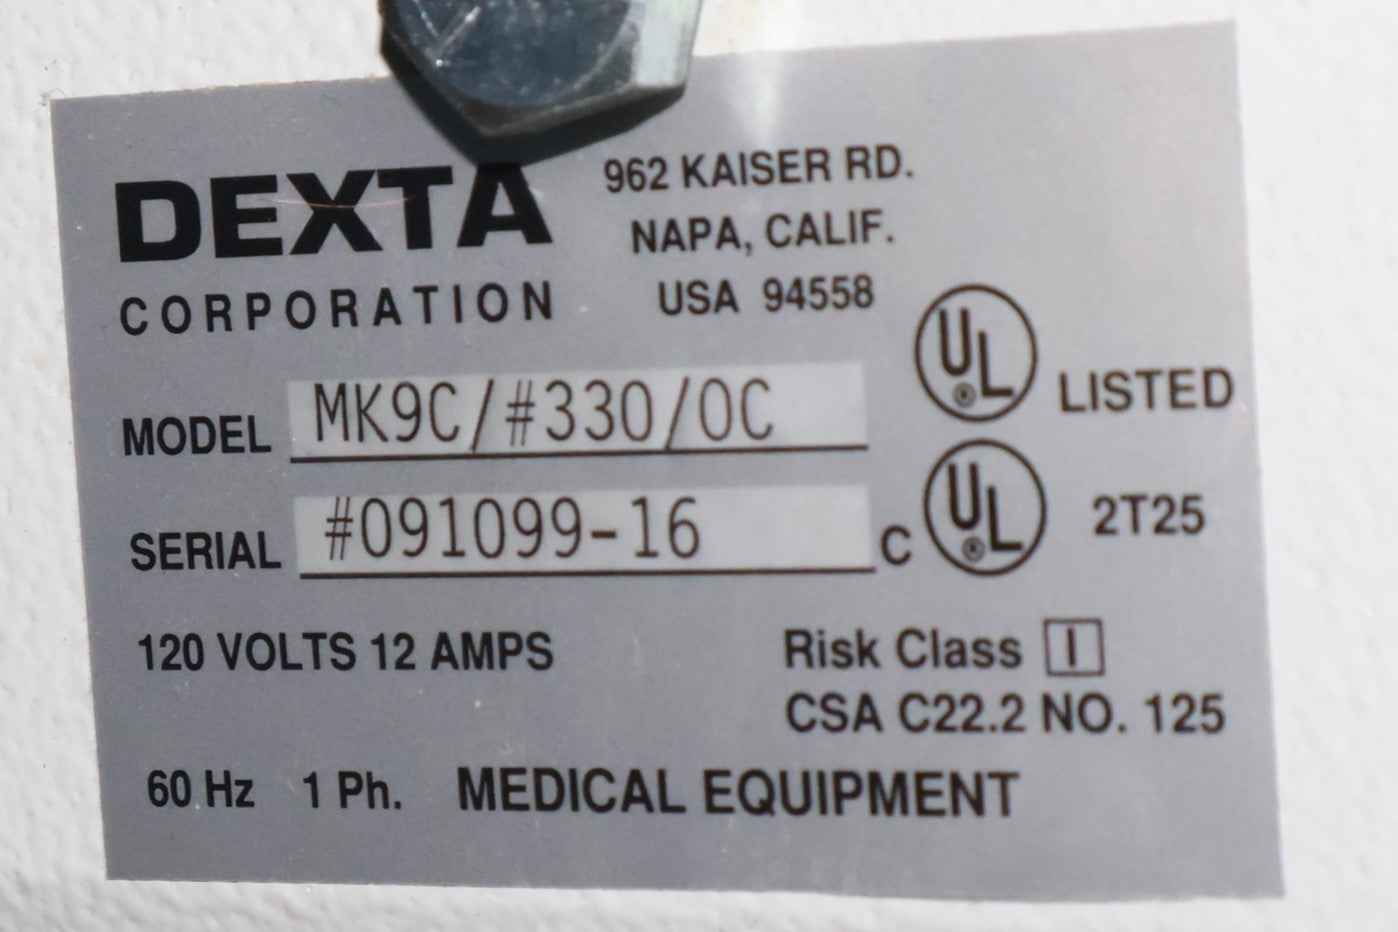 DEXTA
CORPORATION
962 KAISER RD.
NAPA, CALIF.
USA 94558
MODEL MK9C/#330/0C
SERIAL #091099-16
UL ® LISTED
C UL ® 2T25
120 VOLTS 12 AMPS
Risk Class I
CSA C22.2 NO. 125
60 Hz 1 Ph. MEDICAL EQUIPMENT